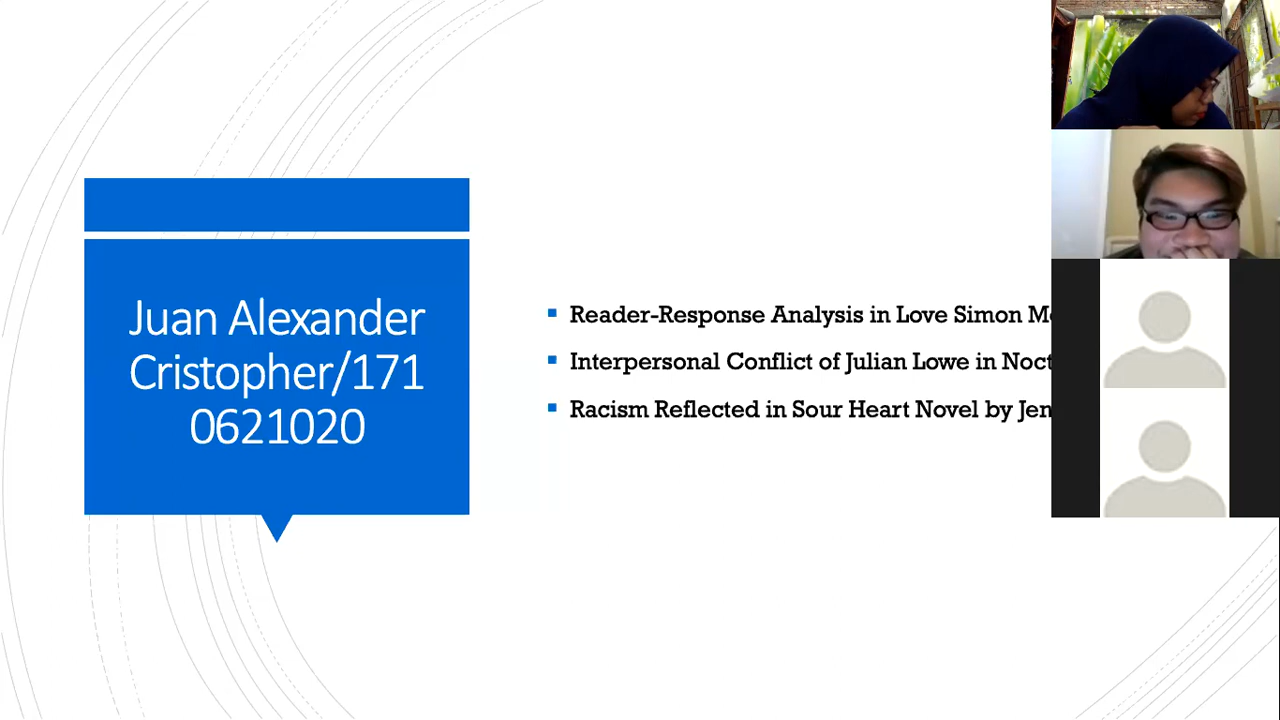 Juan Alexander
Cristopher/171
0621020
Reader-Response Analysis in Love Simon
Interpersonal Conflict of Julian Lowe in
Racism Reflected in Sour Heart Novel by